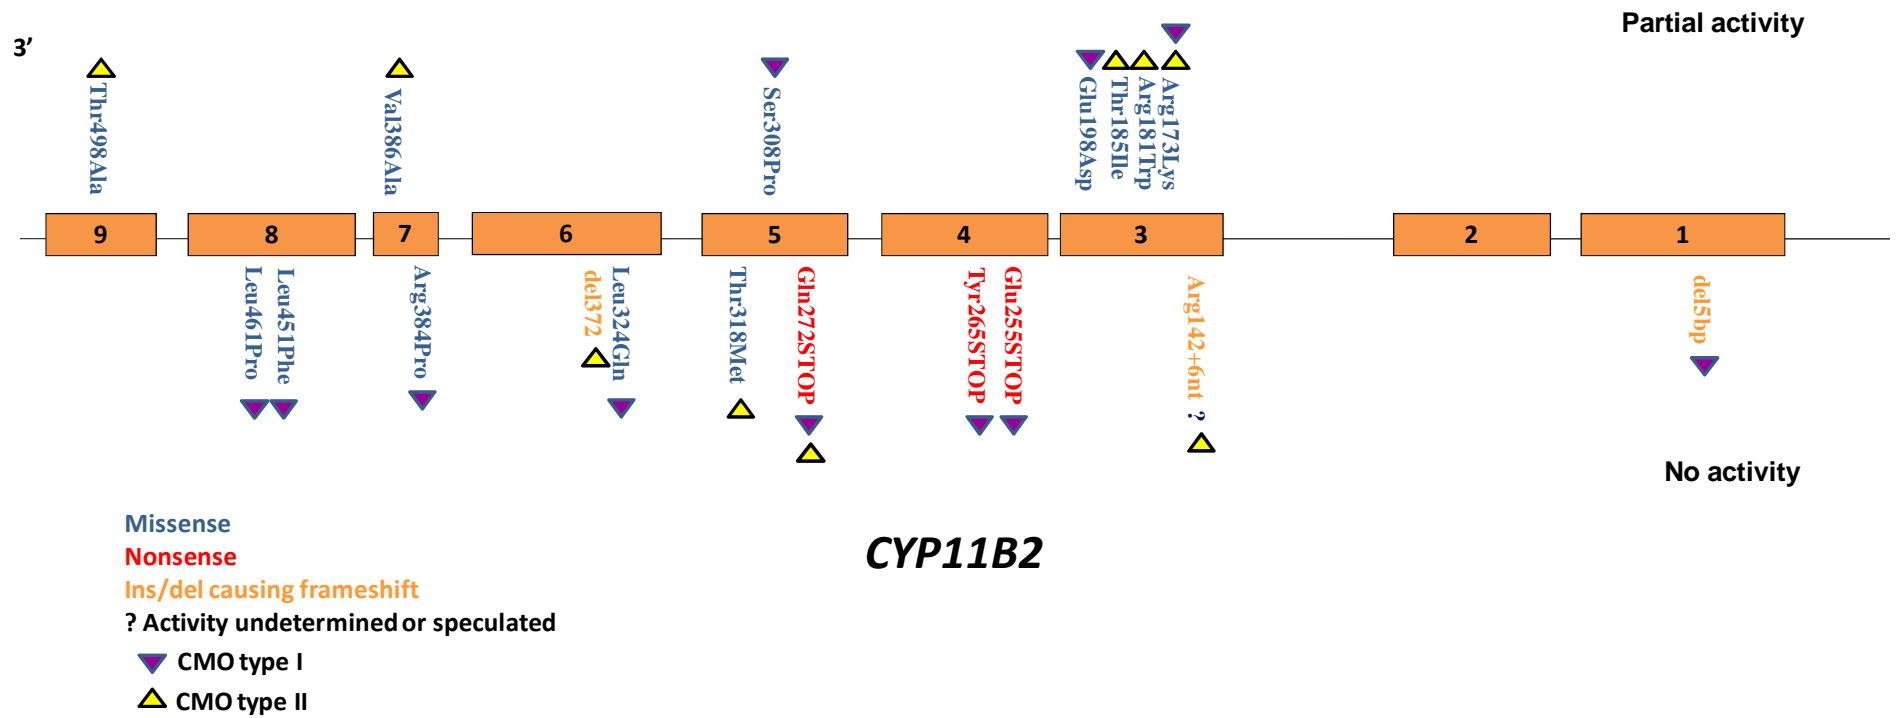 Partial activity
3’
Thr498Ala
Val386Ala
Ser308Pro
Glu198Asp
Thr185Ile
Arg181Trp
Arg173Lys
9
8
7
6
5
4
3
2
1
Leu461Pro
Leu451Phe
Arg384Pro
del372
Leu324Gln
Thr318Met
Gln272STOP
Tyr265STOP
Glu255STOP
Arg142+6nt ?
del5bp
No activity
Missense
Nonsense
Ins/del causing frameshift
? Activity undetermined or speculated
CMO type I
CMO type II
CYP11B2